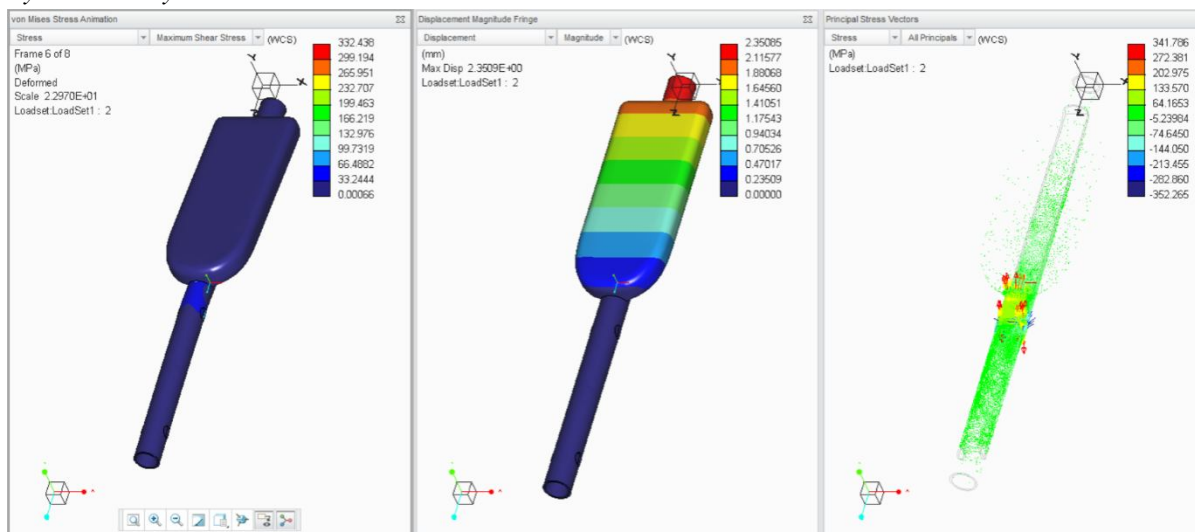 von Mises Stress Animation
Stress Maximum Shear Stress (WCS)
Frame 6 of 8
(MPa)
Deformed
Scale 2.2970E+01
Loadset:LoadSet1 : 2
332.438
299.194
265.951
232.707
199.463
166.219
132.976
99.7319
66.4882
33.2444
0.00066
Y
X
Displacement Magnitude Fringe
Displacement Magnitude (WCS)
(mm)
Max Disp 2.3509E+00
Loadset:LoadSet1 : 2
2.35085
2.11577
1.88068
1.64560
1.41051
1.17543
0.94034
0.70526
0.47017
0.23509
0.00000
Y
X
Z
Principal Stress Vectors
Stress All Principals (WCS)
(MPa)
Loadset:LoadSet1 : 2
341.786
272.381
202.975
133.570
64.1653
-5.23984
-74.6450
-144.050
-213.455
-282.860
-352.265
Y
X
Z